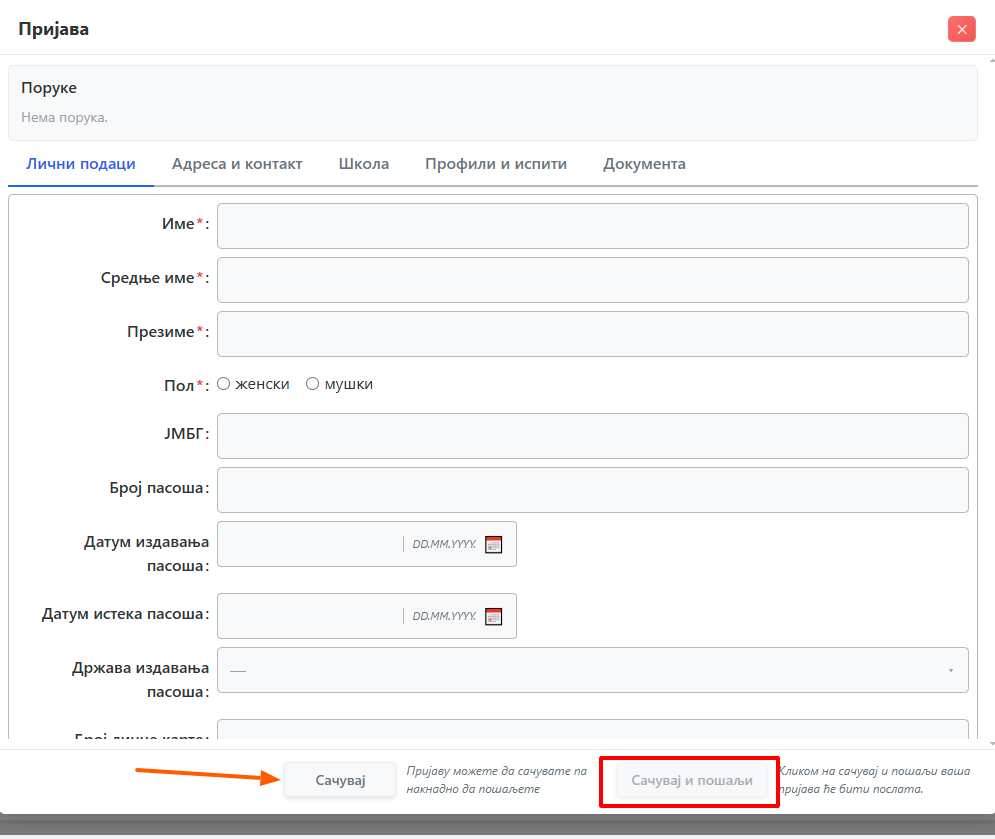 Пријава
Поруке
Нема порука.
Лични подаци Адреса и контакт Школа Профили и испити Документа
Име*:
Средње име*:
Презиме*:
Пол*: женски мушки
ЈМБГ:
Број пасоша:
Датум издавања
пасоша: DD.MM.YYYY.
Датум истека пасоша: DD.MM.YYYY.
Држава издавања
пасоша: —
Број личне карте:
Сачувај
Пријаву можете да сачувате па
накнадно да пошаљете
Сачувај и пошаљи
Кликом на сачувај и пошаљи ваша
пријава ће бити послата.